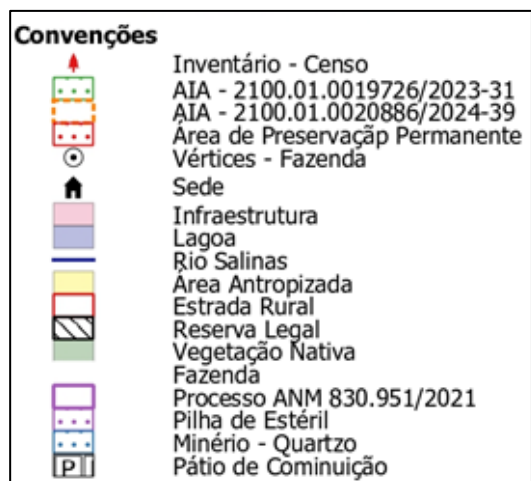 Convenções
Inventário - Censo
AIA - 2100.01.0019726/2023-31
AIA - 2100.01.0020886/2024-39
Área de Preservaçãp Permanente
Vértices - Fazenda
Sede
Infraestrutura
Lagoa
Rio Salinas
Área Antropizada
Estrada Rural
Reserva Legal
Vegetação Nativa
Fazenda
Processo ANM 830.951/2021
Pilha de Estéril
Minério - Quartzo
P Pátio de Cominuição